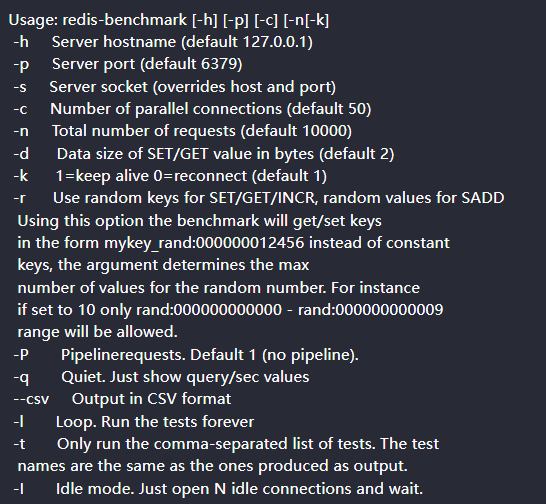 Usage: redis-benchmark [-h] [-p] [-c] [-n[-k]
-h Server hostname (default 127.0.0.1)
-p Server port (default 6379)
-s Server socket (overrides host and port)
-c Number of parallel connections (default 50)
-n Total number of requests (default 10000)
-d Data size of SET/GET value in bytes (default 2)
-k 1=keep alive 0=reconnect (default 1)
-r Use random keys for SET/GET/INCR, random values for SADD
Using this option the benchmark will get/set keys
in the form mykey_rand:000000012456 instead of constant
keys, the argument determines the max
number of values for the random number. For instance
if set to 10 only rand:000000000000 - rand:000000000009
range will be allowed.
-P Pipelinerequests. Default 1 (no pipeline).
-q Quiet. Just show query/sec values
--csv Output in CSV format
-l Loop. Run the tests forever
-t Only run the comma-separated list of tests. The test
names are the same as the ones produced as output.
-I Idle mode. Just open N idle connections and wait.